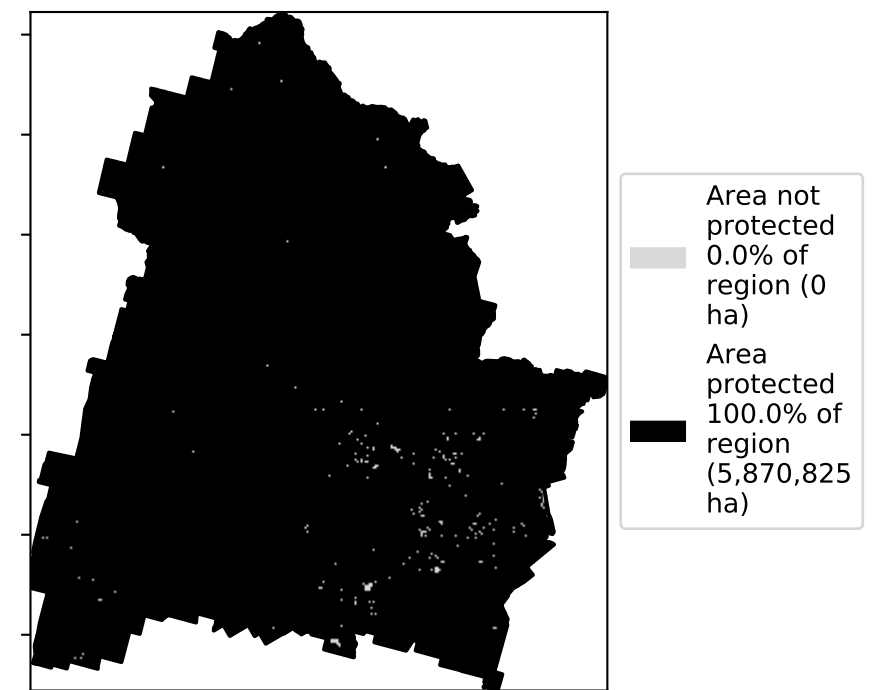 Area not
protected
0.0% of
region (0
ha)
Area
protected
100.0% of
region
(5,870,825
ha)